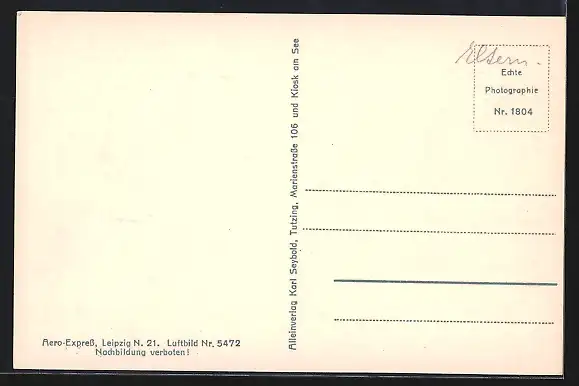 Echte
Photographie
Nr. 1804
Alleinverlag Karl Seybold, Tutzing, Marienstraße 106 und Kiosk am See
Aero-Expreß, Leipzig N. 21. Luftbild Nr. 5472
Nachbildung verboten!